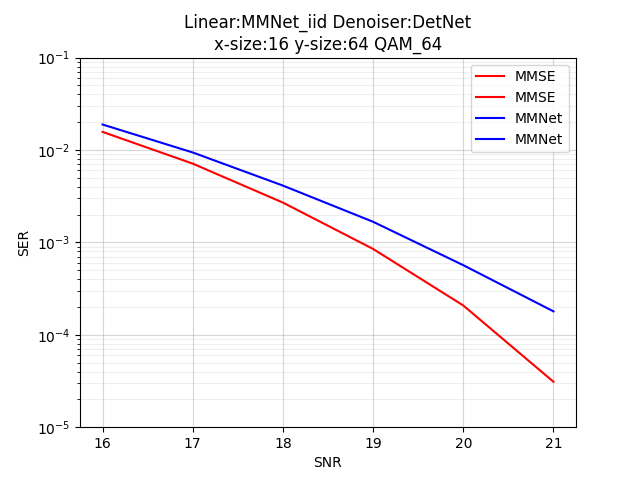 Linear:MMNet_iid Denoiser:DetNet
x-size:16 y-size:64 QAM_64
MMSE
MMSE
MMNet
MMNet
10⁻¹
10⁻²
10⁻³
10⁻⁴
10⁻⁵
SER
16 17 18 19 20 21
SNR